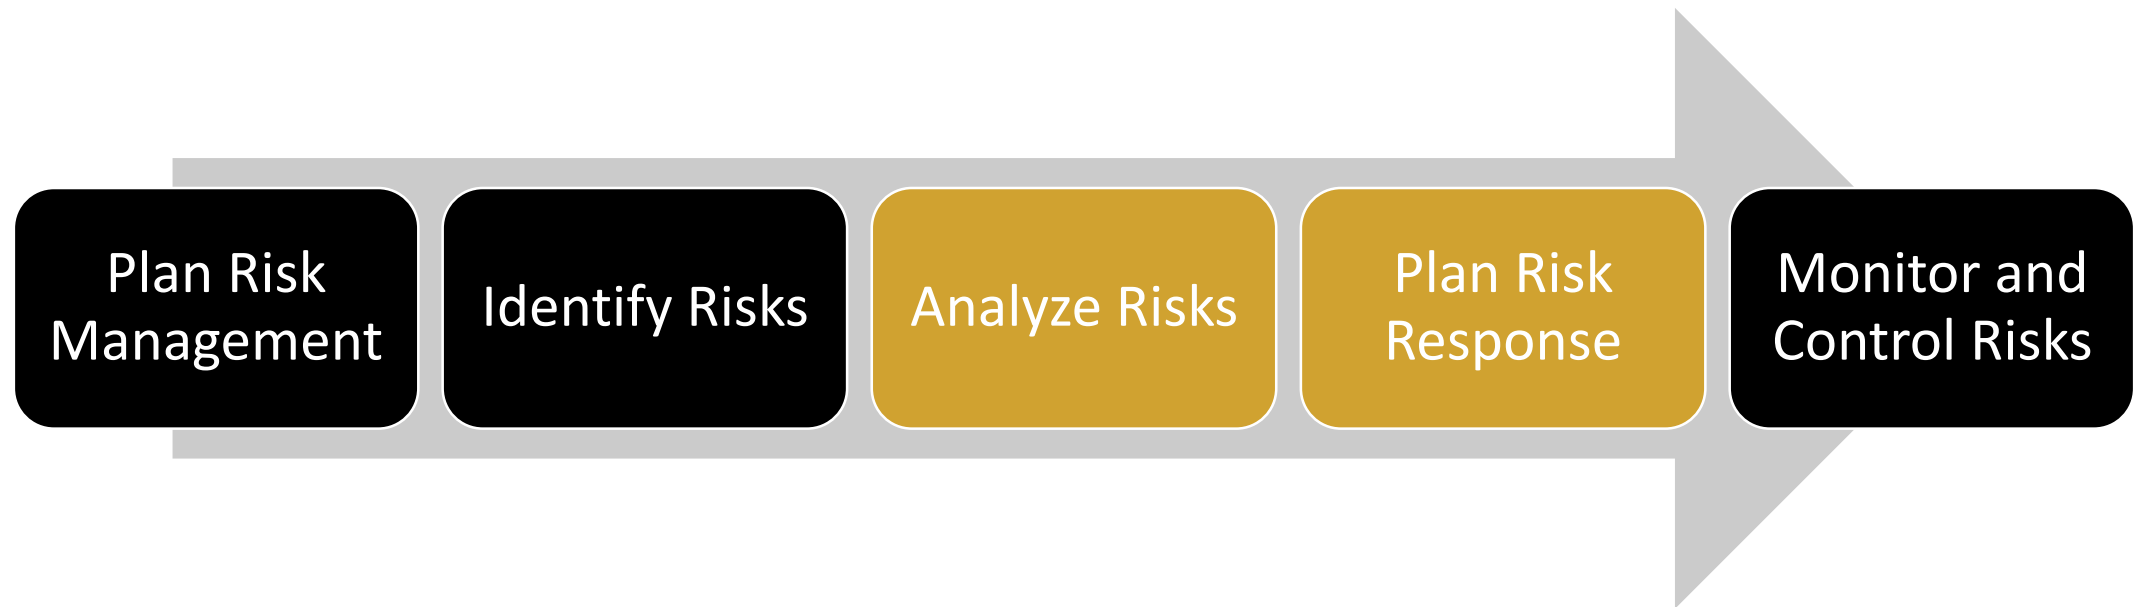 Plan Risk
Management
Identify Risks
Analyze Risks
Plan Risk
Response
Monitor and
Control Risks